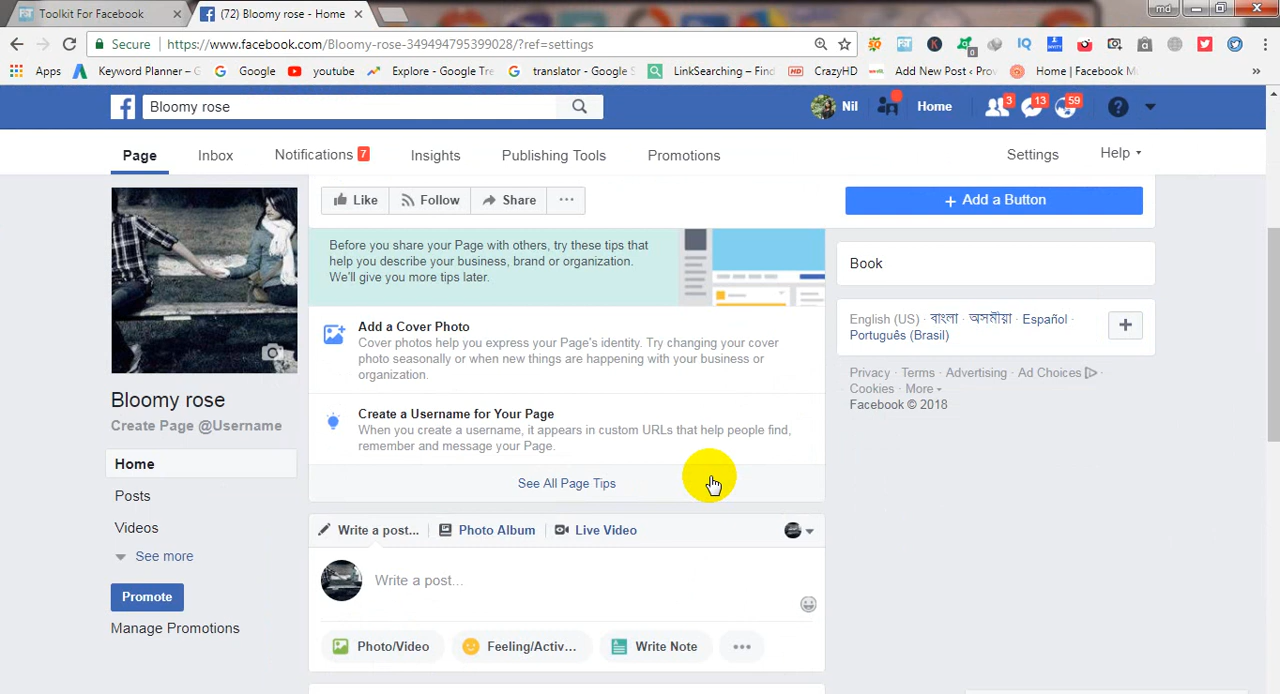 Toolkit For Facebook
(72) Bloomy rose - Home
md
Secure
https://www.facebook.com/Bloomy-rose-349494795399028/?ref=settings
Apps
Keyword Planner – G
Google
youtube
Explore - Google Tre
translator - Google S
LinkSearching – Find
CrazyHD
Add New Post ‹ Prov
Home | Facebook M
»
Bloomy rose
Nil
Home
3
13
59
Page
Inbox
Notifications 7
Insights
Publishing Tools
Promotions
Settings
Help
Like
Follow
Share
...
+ Add a Button
Before you share your Page with others, try these tips that
help you describe your business, brand or organization.
We'll give you more tips later.
Add a Cover Photo
Cover photos help you express your Page's identity. Try changing your cover
photo seasonally or when new things are happening with your business or
organization.
Create a Username for Your Page
When you create a username, it appears in custom URLs that help people find,
remember and message your Page.
See All Page Tips
Book
English (US) · বাংলা · অসমীয়া · Español ·
Português (Brasil)
+
Privacy · Terms · Advertising · Ad Choices ·
Cookies · More
Facebook © 2018
Bloomy rose
Create Page @Username
Home
Posts
Videos
See more
Promote
Manage Promotions
Write a post...
Photo Album
Live Video
Write a post...
Photo/Video
Feeling/Activ...
Write Note
...